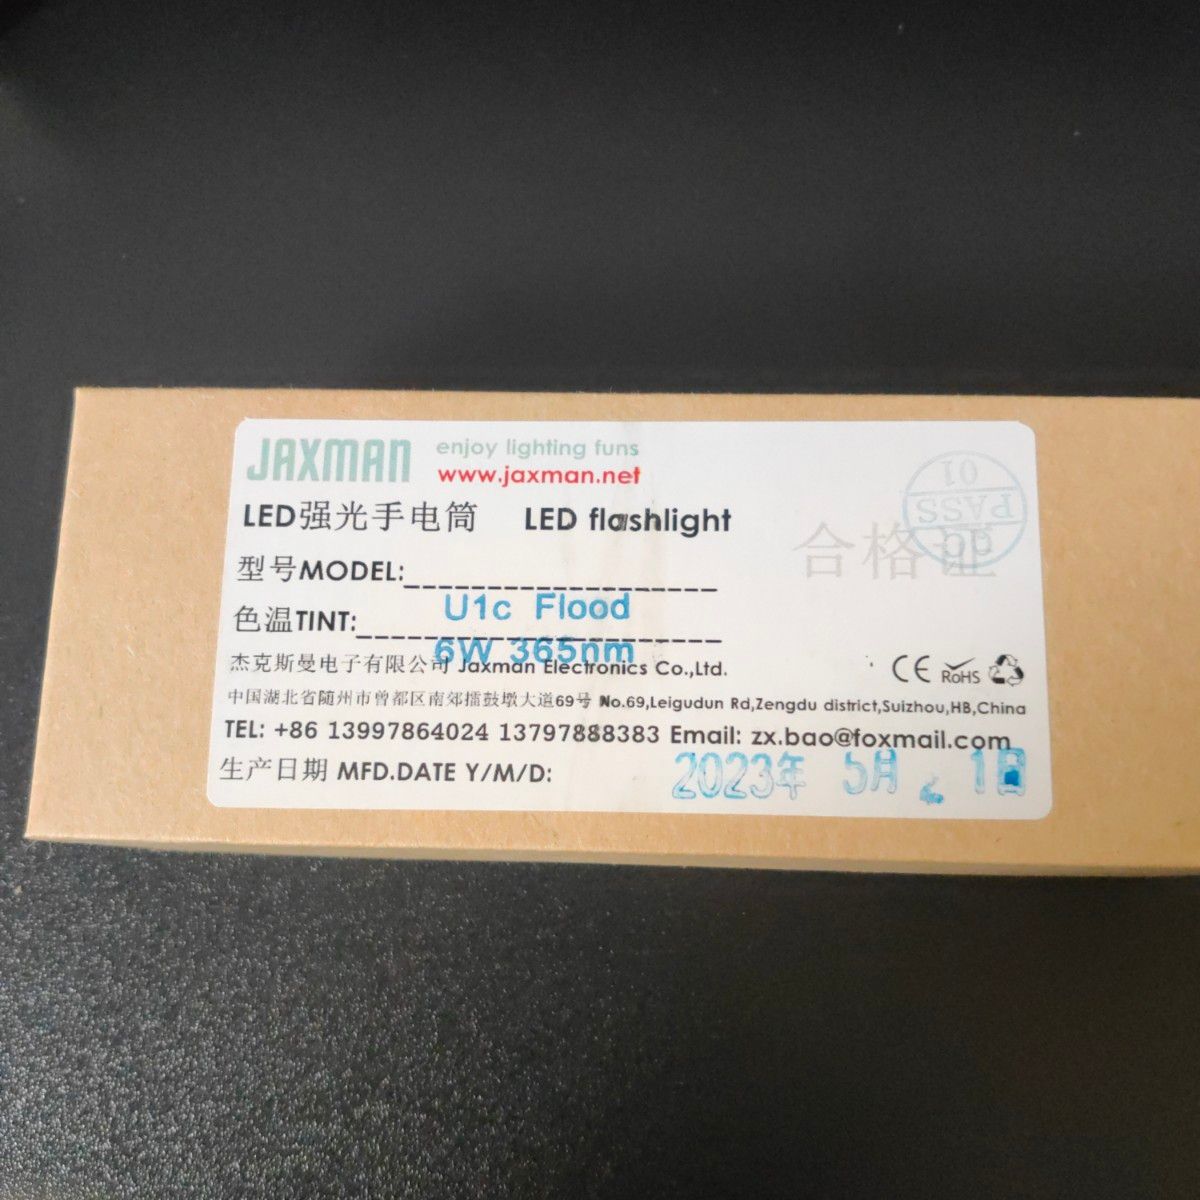 JAXMAN enjoy lighting funs
www.jaxman.net
LED强光手电筒 LED flashlight
合格证
QC
PASS
01
型号MODEL:
U1c Flood
色温TINT:
6W 365nm
杰克斯曼电子有限公司 Jaxman Electronics Co.,Ltd.
CE RoHS
中国湖北省随州市曾都区南郊擂鼓墩大道69号 No.69,Leigudun Rd,Zengdu district,Suizhou,HB,China
TEL: +86 13997864024 13797888383 Email: zx.bao@foxmail.com
生产日期 MFD.DATE Y/M/D: 2023年 5月 1日